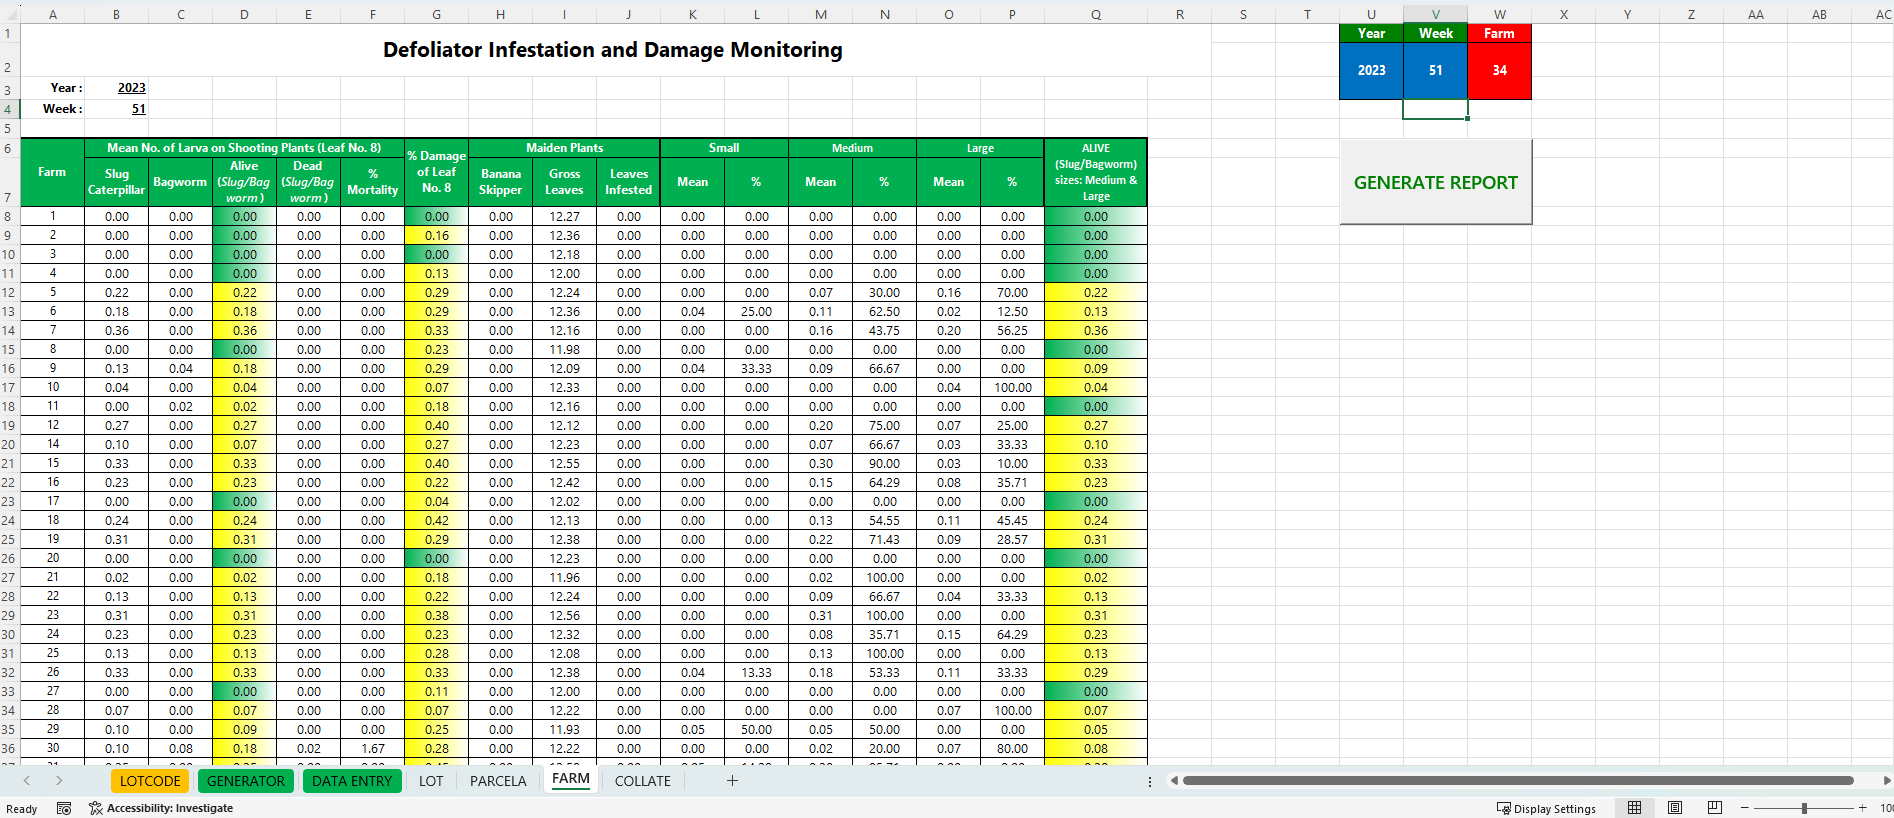 A B C D E F G H I J K L M N O P Q R S T U V W X Y Z AA AB AC
1 Year Week Farm
Defoliator Infestation and Damage Monitoring
2 2023 51 34
3 Year : 2023
4 Week : 51
5
6 Farm Mean No. of Larva on Shooting Plants (Leaf No. 8) % Damage of Leaf No. 8 Maiden Plants Small Medium Large ALIVE (Slug/Bagworm) sizes: Medium & Large
7 Slug Caterpillar Bagworm Alive (Slug/Bag worm ) Dead (Slug/Bag worm ) % Mortality Banana Skipper Gross Leaves Leaves Infested Mean % Mean % Mean %
GENERATE REPORT
8 1 0.00 0.00 0.00 0.00 0.00 0.00 0.00 12.27 0.00 0.00 0.00 0.00 0.00 0.00 0.00 0.00
9 2 0.00 0.00 0.00 0.00 0.00 0.16 0.00 12.36 0.00 0.00 0.00 0.00 0.00 0.00 0.00 0.00
10 3 0.00 0.00 0.00 0.00 0.00 0.00 0.00 12.18 0.00 0.00 0.00 0.00 0.00 0.00 0.00 0.00
11 4 0.00 0.00 0.00 0.00 0.00 0.13 0.00 12.00 0.00 0.00 0.00 0.00 0.00 0.00 0.00 0.00
12 5 0.22 0.00 0.22 0.00 0.00 0.29 0.00 12.24 0.00 0.00 0.00 0.07 30.00 0.16 70.00 0.22
13 6 0.18 0.00 0.18 0.00 0.00 0.29 0.00 12.36 0.00 0.04 25.00 0.11 62.50 0.02 12.50 0.13
14 7 0.36 0.00 0.36 0.00 0.00 0.33 0.00 12.16 0.00 0.00 0.00 0.16 43.75 0.20 56.25 0.36
15 8 0.00 0.00 0.00 0.00 0.00 0.23 0.00 11.98 0.00 0.00 0.00 0.00 0.00 0.00 0.00 0.00
16 9 0.13 0.04 0.18 0.00 0.00 0.29 0.00 12.09 0.00 0.04 33.33 0.09 66.67 0.00 0.00 0.09
17 10 0.04 0.00 0.04 0.00 0.00 0.07 0.00 12.33 0.00 0.00 0.00 0.00 0.00 0.04 100.00 0.04
18 11 0.00 0.02 0.02 0.00 0.00 0.18 0.00 12.16 0.00 0.00 0.00 0.00 0.00 0.00 0.00 0.00
19 12 0.27 0.00 0.27 0.00 0.00 0.40 0.00 12.12 0.00 0.00 0.00 0.20 75.00 0.07 25.00 0.27
20 14 0.10 0.00 0.07 0.00 0.00 0.27 0.00 12.23 0.00 0.00 0.00 0.07 66.67 0.03 33.33 0.10
21 15 0.33 0.00 0.33 0.00 0.00 0.40 0.00 12.55 0.00 0.00 0.00 0.30 90.00 0.03 10.00 0.33
22 16 0.23 0.00 0.23 0.00 0.00 0.22 0.00 12.42 0.00 0.00 0.00 0.15 64.29 0.08 35.71 0.23
23 17 0.00 0.00 0.00 0.00 0.00 0.04 0.00 12.02 0.00 0.00 0.00 0.00 0.00 0.00 0.00 0.00
24 18 0.24 0.00 0.24 0.00 0.00 0.42 0.00 12.13 0.00 0.00 0.00 0.13 54.55 0.11 45.45 0.24
25 19 0.31 0.00 0.31 0.00 0.00 0.29 0.00 12.38 0.00 0.00 0.00 0.22 71.43 0.09 28.57 0.31
26 20 0.00 0.00 0.00 0.00 0.00 0.00 0.00 12.23 0.00 0.00 0.00 0.00 0.00 0.00 0.00 0.00
27 21 0.02 0.00 0.02 0.00 0.00 0.18 0.00 11.96 0.00 0.00 0.00 0.02 100.00 0.00 0.00 0.02
28 22 0.13 0.00 0.13 0.00 0.00 0.22 0.00 12.24 0.00 0.00 0.00 0.09 66.67 0.04 33.33 0.13
29 23 0.31 0.00 0.31 0.00 0.00 0.38 0.00 12.56 0.00 0.00 0.00 0.31 100.00 0.00 0.00 0.31
30 24 0.23 0.00 0.23 0.00 0.00 0.23 0.00 12.32 0.00 0.00 0.00 0.08 35.71 0.15 64.29 0.23
31 25 0.13 0.00 0.13 0.00 0.00 0.28 0.00 12.08 0.00 0.00 0.00 0.13 100.00 0.00 0.00 0.13
32 26 0.33 0.00 0.33 0.00 0.00 0.33 0.00 12.38 0.00 0.04 13.33 0.18 53.33 0.11 33.33 0.29
33 27 0.00 0.00 0.00 0.00 0.00 0.11 0.00 12.00 0.00 0.00 0.00 0.00 0.00 0.00 0.00 0.00
34 28 0.07 0.00 0.07 0.00 0.00 0.07 0.00 12.22 0.00 0.00 0.00 0.00 0.00 0.07 100.00 0.07
35 29 0.10 0.00 0.09 0.00 0.00 0.25 0.00 11.93 0.00 0.05 50.00 0.05 50.00 0.00 0.00 0.05
36 30 0.10 0.08 0.18 0.02 1.67 0.28 0.00 12.22 0.00 0.00 0.00 0.02 20.00 0.07 80.00 0.08
LOTCODE GENERATOR DATA ENTRY LOT PARCELA FARM COLLATE +
Ready Accessibility: Investigate Display Settings − +